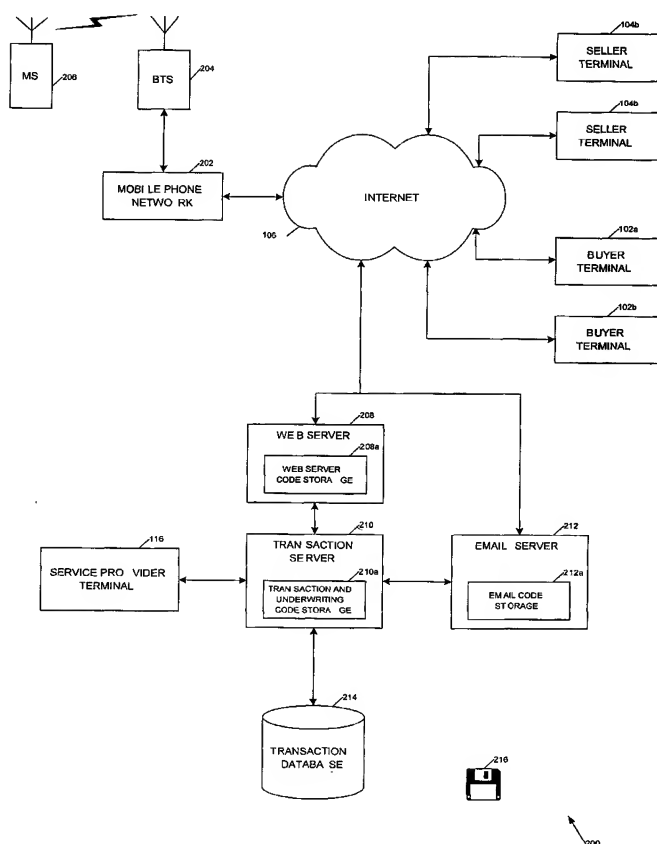 104b
SELLER
TERMINAL
104b
SELLER
TERMINAL
MS
206
BTS
204
202
MOBILE PHONE
NETWO RK
INTERNET
106
102a
BUYER
TERMINAL
102b
BUYER
TERMINAL
208
WEB SERVER
208a
WEB SERVER
CODE STORA GE
116
SERVICE PRO VIDER
TERMINAL
210
TRAN SACTION
SERVER
210a
TRAN SACTION AND
UNDERWRITING
CODE STORA GE
212
EMAIL SERVER
212a
EMAIL CODE
STORAGE
214
TRANSACTION
DATABA SE
216
200